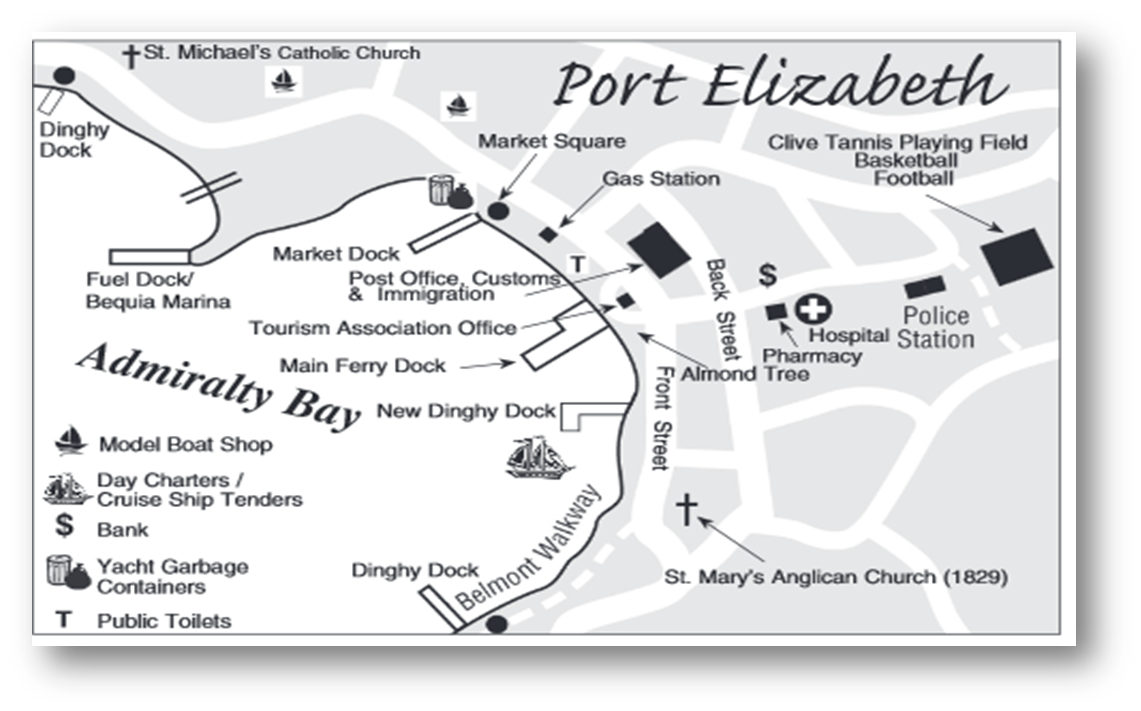 ✝St. Michael's Catholic Church
Port Elizabeth
Dinghy
Dock
Market Square
Clive Tannis Playing Field
Basketball
Football
Gas Station
Market Dock
T
Fuel Dock/
Bequia Marina
Post Office, Customs
& Immigration
Back Street
$
Tourism Association Office
Hospital
Police
Station
Pharmacy
Main Ferry Dock
Almond Tree
Admiralty Bay
Front Street
New Dinghy Dock
Model Boat Shop
Day Charters /
Cruise Ship Tenders
$ Bank
Belmont Walkway
Yacht Garbage
Containers
Dinghy Dock
St. Mary's Anglican Church (1829)
T Public Toilets